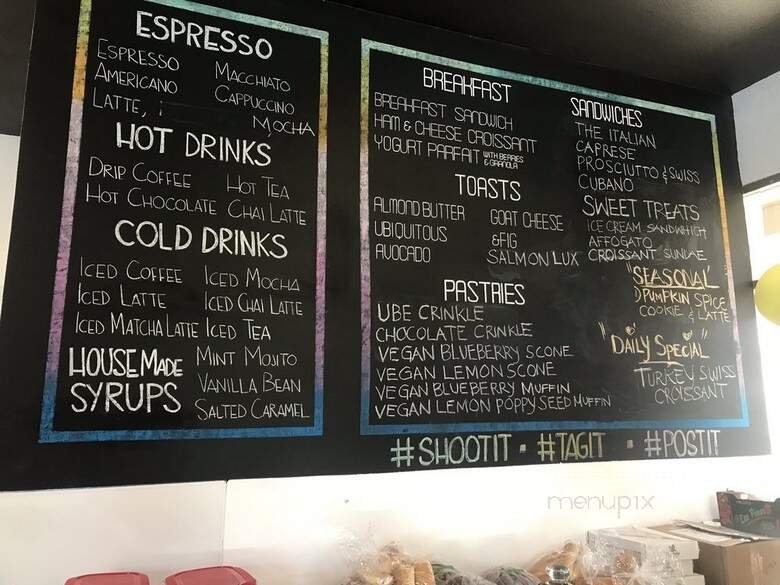 ESPRESSO
ESPRESSO MACCHIATO
AMERICANO CAPPUCCINO
LATTE, MOCHA
HOT DRINKS
DRIP COFFEE HOT TEA
HOT CHOCOLATE CHAI LATTE
COLD DRINKS
ICED COFFEE ICED MOCHA
ICED LATTE ICED CHAI LATTE
ICED MATCHA LATTE ICED TEA
HOUSE MADE SYRUPS
MINT MOJITO
VANILLA BEAN
SALTED CARAMEL
BREAKFAST
BREAKFAST SANDWICH
HAM & CHEESE CROISSANT
YOGURT PARFAIT WITH BERRIES & GRANOLA
TOASTS
ALMOND BUTTER GOAT CHEESE
UBIQUITOUS & FIG
AVOCADO SALMON LUX
PASTRIES
UBE CRINKLE
CHOCOLATE CRINKLE
VEGAN BLUEBERRY SCONE
VEGAN LEMON SCONE
VEGAN BLUEBERRY MUFFIN
VEGAN LEMON POPPY SEED MUFFIN
SANDWICHES
THE ITALIAN
CAPRESE
PROSCIUTTO & SWISS
CUBANO
SWEET TREATS
ICE CREAM SANDWHICH
AFFOGATO
CROISSANT SUNDAE
"SEASONAL"
PUMPKIN SPICE
COOKIE & LATTE
"DAILY SPECIAL"
TURKEY SWISS
CROISSANT
#SHOOTIT - #TAGIT - #POSTIT
menupix